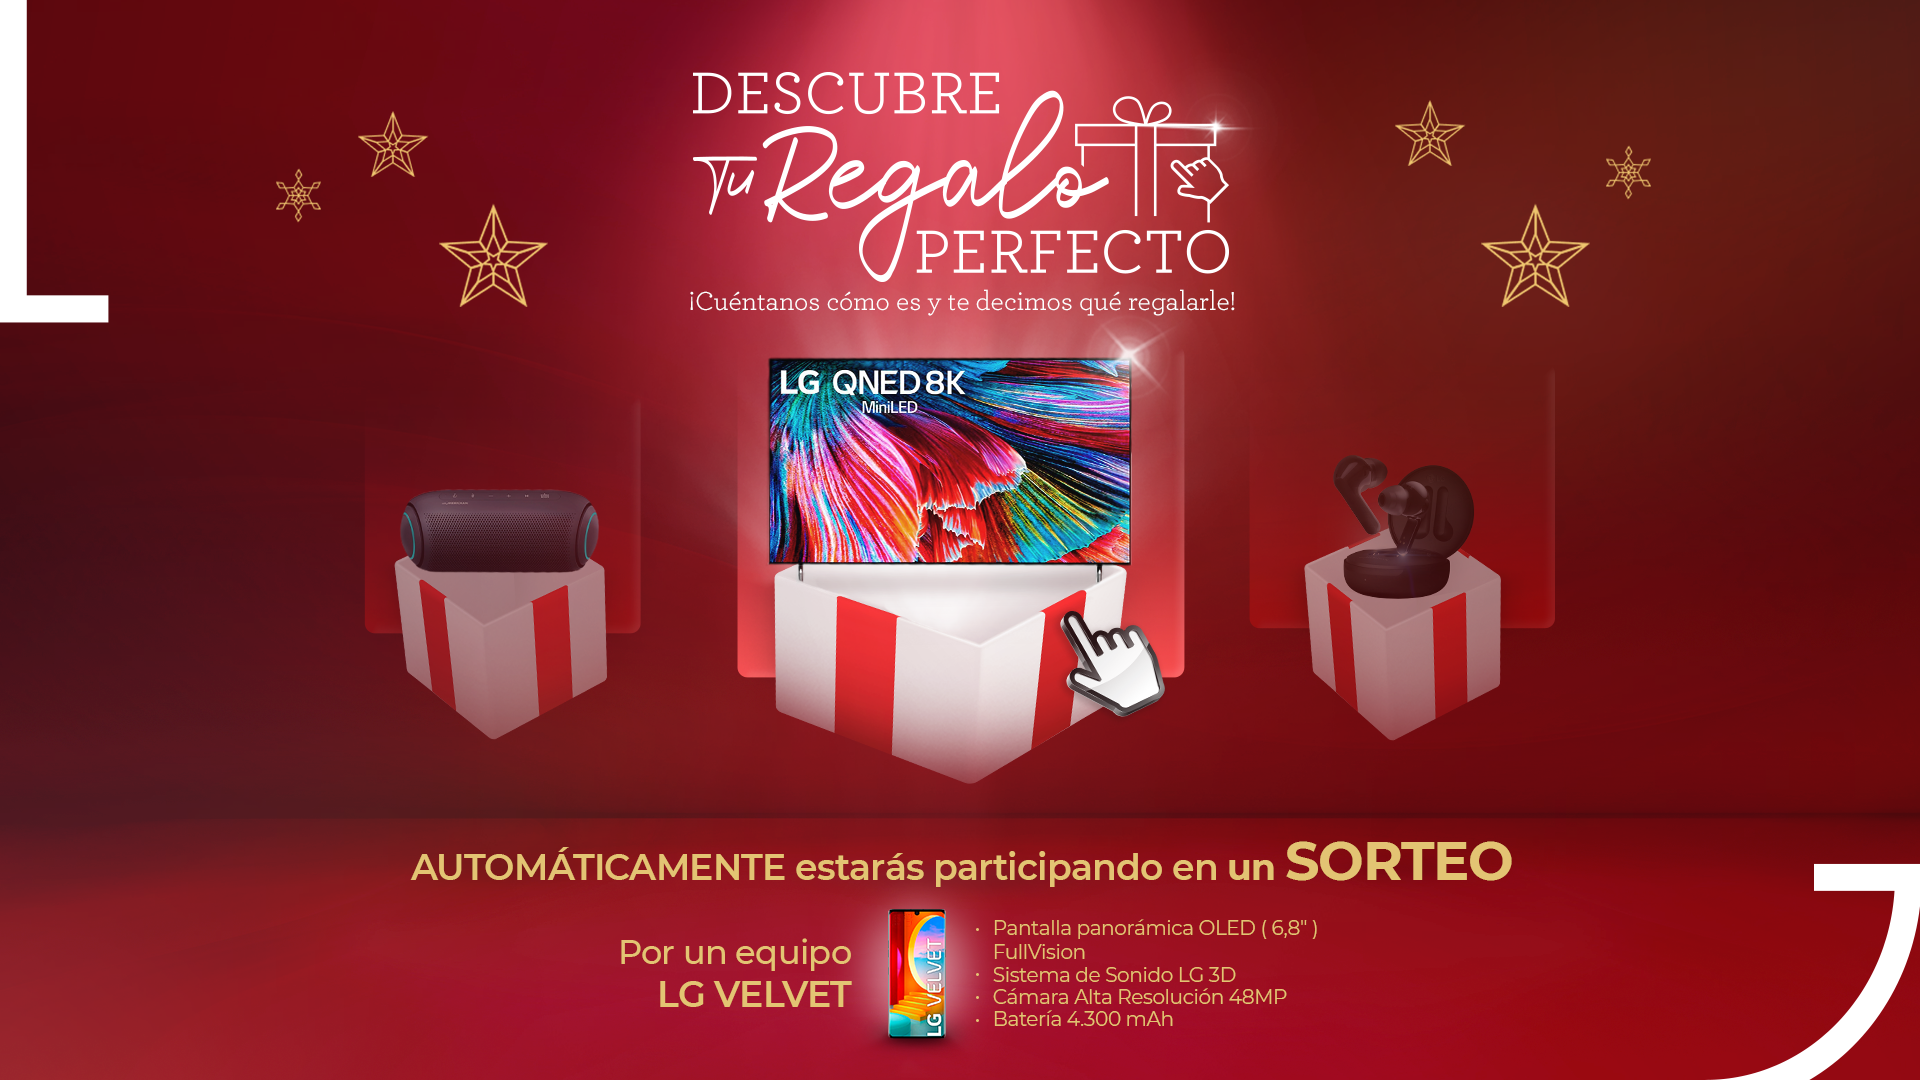 DESCUBRE
Tu Regalo
PERFECTO
¡Cuéntanos cómo es y te decimos qué regalarle!
LG QNED 8K
MiniLED
AUTOMÁTICAMENTE estarás participando en un SORTEO
Por un equipo
LG VELVET
LG VELVET
· Pantalla panorámica OLED ( 6,8" )
FullVision
· Sistema de Sonido LG 3D
· Cámara Alta Resolución 48MP
· Batería 4.300 mAh